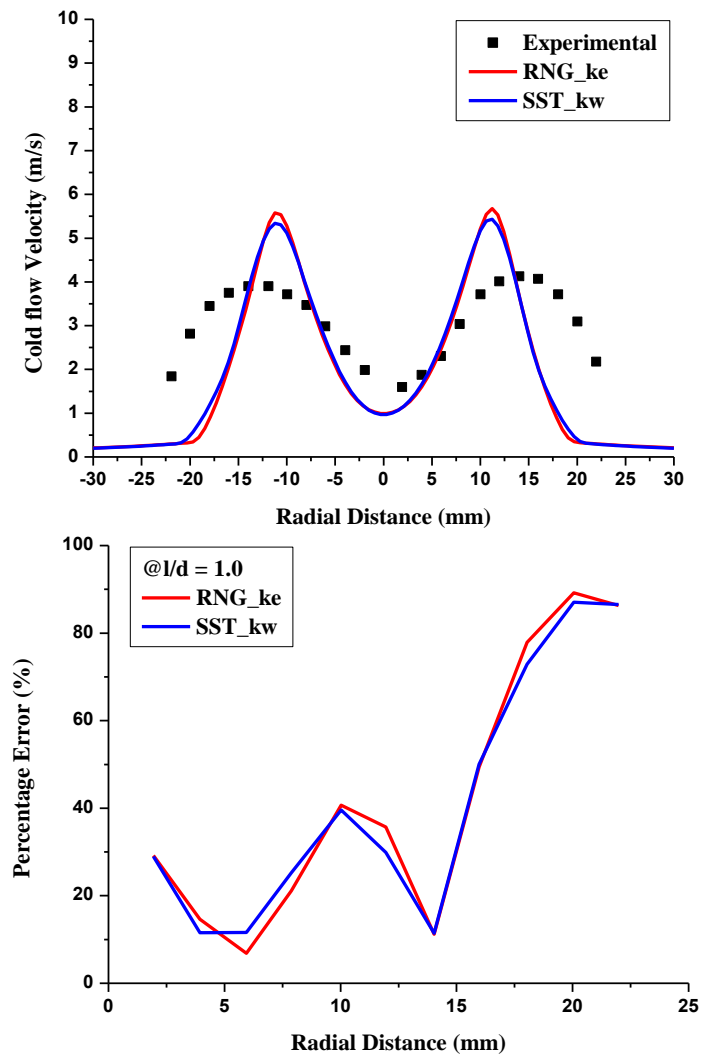 10
9
8
7
6
5
4
3
2
1
0
Cold flow Velocity (m/s)
Experimental
RNG_ke
SST_kw
-30 -25 -20 -15 -10 -5 0 5 10 15 20 25 30
Radial Distance (mm)
100
80
60
40
20
0
Percentage Error (%)
@l/d = 1.0
RNG_ke
SST_kw
0 5 10 15 20 25
Radial Distance (mm)